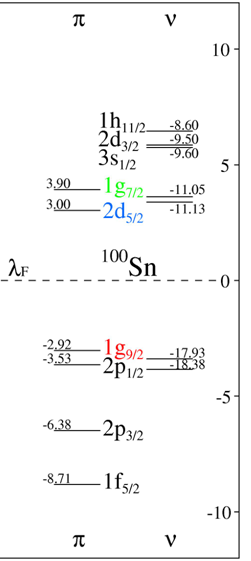 π ν
10
1h11/2 -8.60
2d3/2 -9.50
3s1/2 -9.60
5
3.90 1g7/2 -11.05
3.00 2d5/2 -11.13
λF 100Sn 0
-2.92 1g9/2 -17.93
-3.53 2p1/2 -18.38
-5
-6.38 2p3/2
-8.71 1f5/2
-10
π ν